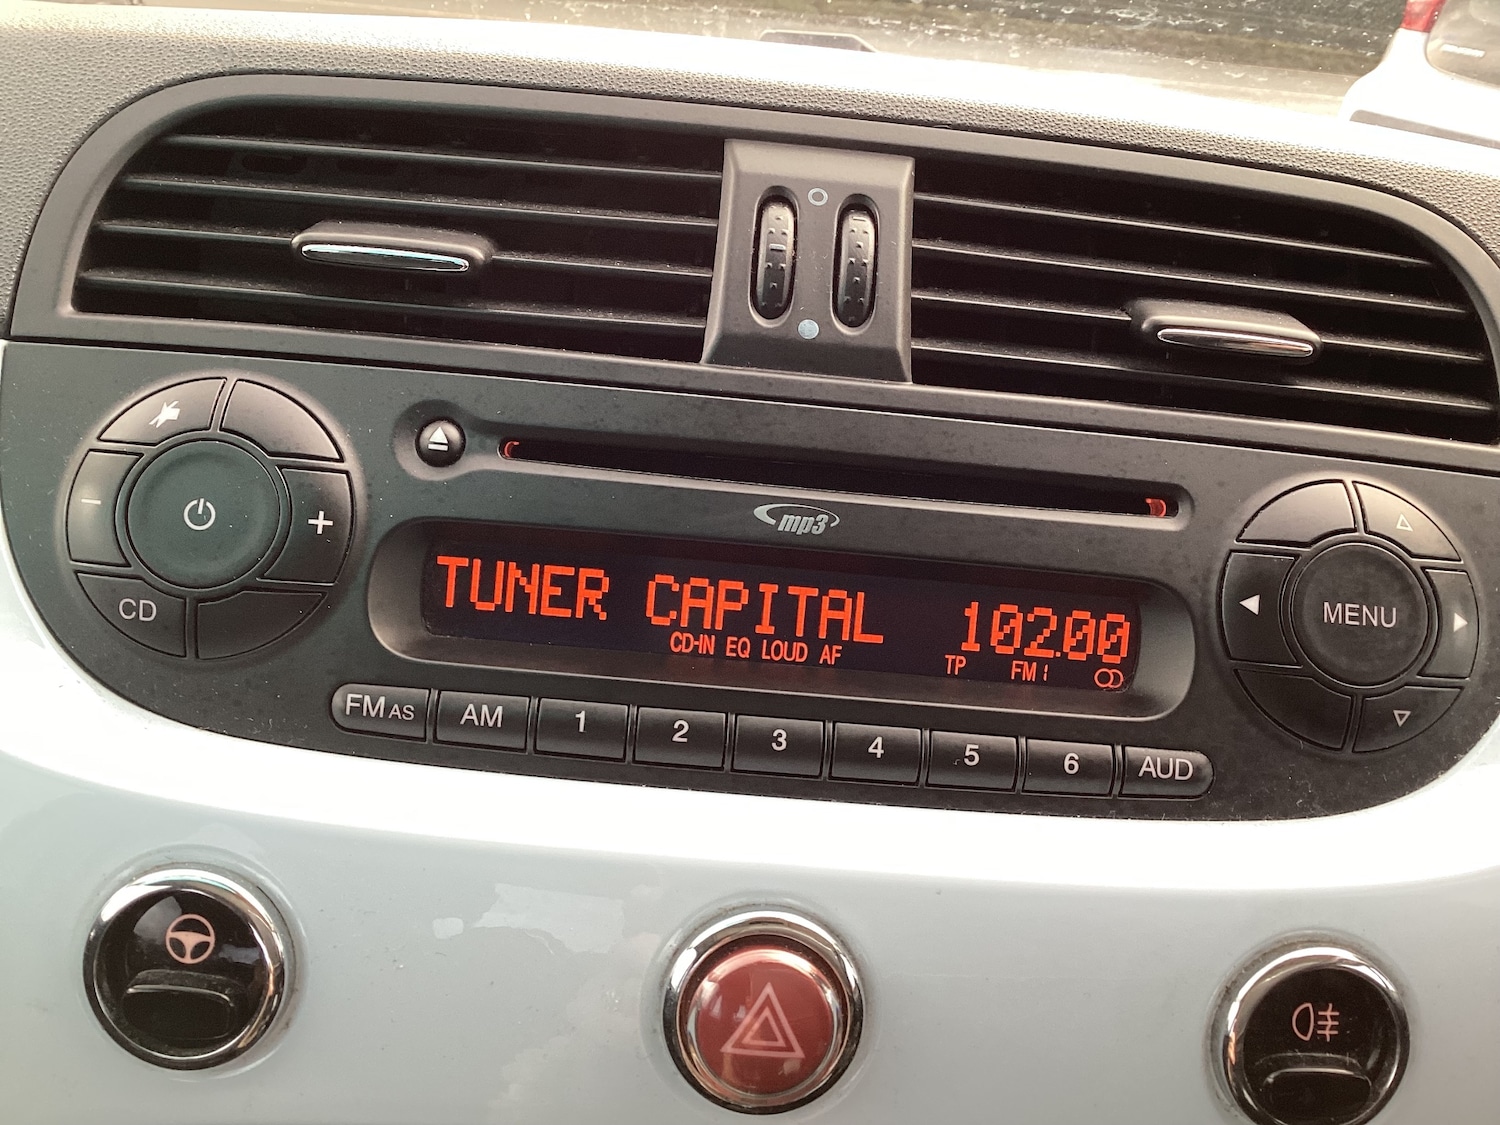 mp3
TUNER CAPITAL 102.00
CD-IN EQ LOUD AF TP FM1
CD
MENU
FM AS AM 1 2 3 4 5 6 AUD